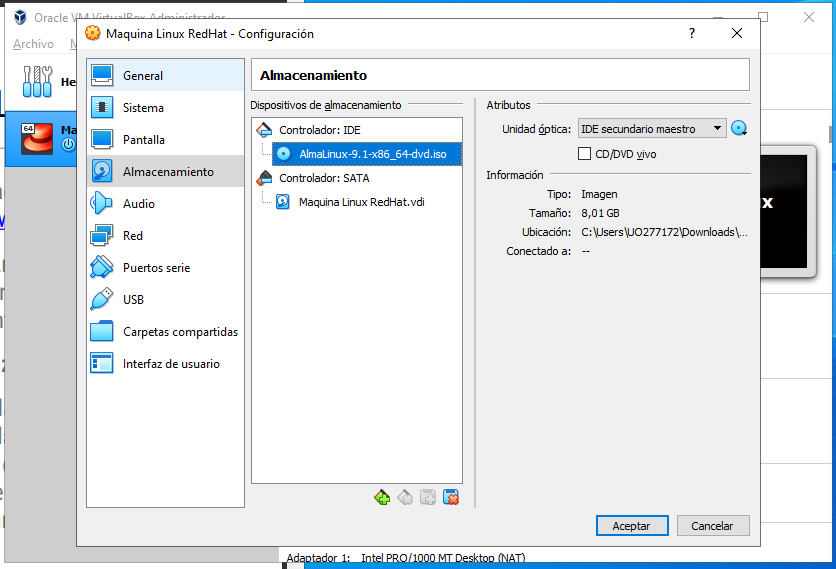 Oracle VM VirtualBox Administrador
Archivo
Maquina Linux RedHat - Configuración
?
He
64
Ma
General
Sistema
Pantalla
Almacenamiento
Audio
Red
Puertos serie
USB
Carpetas compartidas
Interfaz de usuario
Almacenamiento
Dispositivos de almacenamiento
Controlador: IDE
AlmaLinux-9.1-x86_64-dvd.iso
Controlador: SATA
Maquina Linux RedHat.vdi
Atributos
Unidad óptica: IDE secundario maestro
CD/DVD vivo
Información
Tipo: Imagen
Tamaño: 8,01 GB
Ubicación: C:\Users\UO277172\Downloads\...
Conectado a: --
Aceptar Cancelar
Adaptador 1: Intel PRO/1000 MT Desktop (NAT)